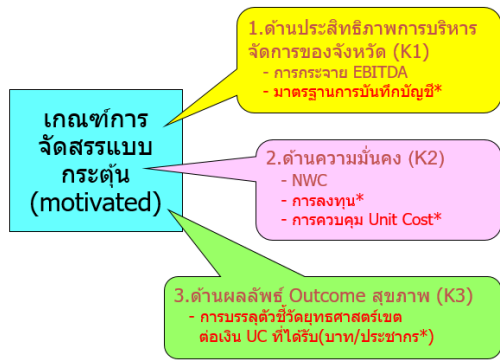 1.ด้านประสิทธิภาพการบริหาร
จัดการของจังหวัด (K1)
- การกระจาย EBITDA
- มาตรฐานการบันทึกบัญชี*
เกณฑ์การ
จัดสรรแบบ
กระตุ้น
(motivated)
2.ด้านความมั่นคง (K2)
- NWC
- การลงทุน*
- การควบคุม Unit Cost*
3.ด้านผลลัพธ์ Outcome สุขภาพ (K3)
- การบรรลุตัวชี้วัดยุทธศาสตร์เขต
ต่อเงิน UC ที่ได้รับ(บาท/ประชากร*)